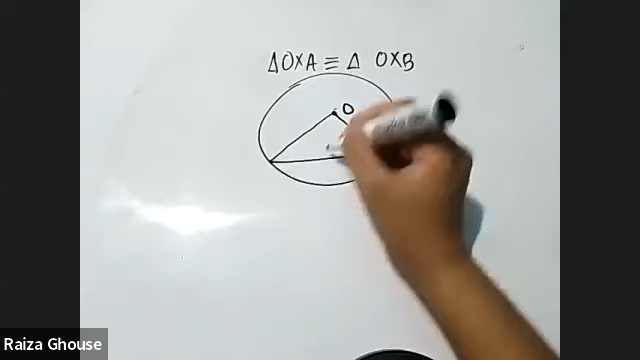 ΔOXA ≡ Δ OXB
O
Raiza Ghouse